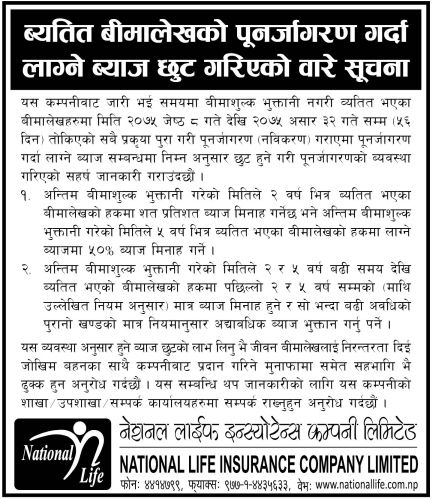 ब्यतित बीमालेखको पूनर्जागरण गर्दा
लाग्ने ब्याज छुट गरिएको वारे सूचना
यस कम्पनीवाट जारी भई समयमा बीमाशुल्क भुक्तानी नगरी व्यतित भएका
बीमालेखहरुमा मिति २०७५ जेष्ठ ८ गते देखि २०७५ असार ३२ गते सम्म (५६
दिन) तोकिएको सबै प्रकृया पुरा गरी पूनर्जागरण (नविकरण) गराएमा पूनर्जागरण
गर्दा लाग्ने ब्याज सम्बन्धमा निम्न अनुसार छुट हुने गरी पूनर्जागरणको ब्यवस्था
गरिएको सहर्ष जानकारी गराउदछौं ।
१. अन्तिम बीमाशुल्क भुक्तानी गरेको मितिले २ वर्ष भित्र ब्यतित भएका
बीमालेखको हकमा शत प्रतिशत ब्याज मिनाह गर्नेछ भने अन्तिम बीमाशुल्क
भुक्तानी गरेको मितिले ५ वर्ष भित्र ब्यतित भएका बीमालेखको हकमा लाग्ने
ब्याजमा ५०% ब्याज मिनाह गर्ने ।
२. अन्तिम बीमाशुल्क भुक्तानी गरेको मितिले २ र ५ वर्ष बढी समय देखि
ब्यतित भएको बीमालेखको हकमा पछिल्लो २ र ५ वर्ष सम्मको (माथि
उल्लेखित नियम अनुसार) मात्र ब्याज मिनाह हुने र सो भन्दा बढी अवधिको
पुरानो खण्डको मात्र नियमानुसार अद्यावधिक ब्याज भुक्तान गर्नु पर्ने ।
यस ब्यवस्था अनुसार हुने ब्याज छुटको लाभ लिनु भै जीवन बीमालेखलाई निरन्तरता दिई
जोखिम बहनका साथै कम्पनीवाट प्रदान गरिने मुनाफामा समेत सहभागि भै
ढुक्क हुन अनुरोध गर्दछौं । यस सम्वन्धि थप जानकारीको लागि यस कम्पनीको
शाखा/उपशाखा/सम्पर्क कार्यालयहरुमा सम्पर्क राख्नुहुन अनुरोध गर्दछौं ।
National Life
नेशनल लाईफ इन्स्योरेन्स कम्पनी लिमिटेड
NATIONAL LIFE INSURANCE COMPANY LIMITED
फोनः ४४१४७९९, फ्याक्सः ९७७-१-४४३५६३३, वेभः www.nationallife.com.np